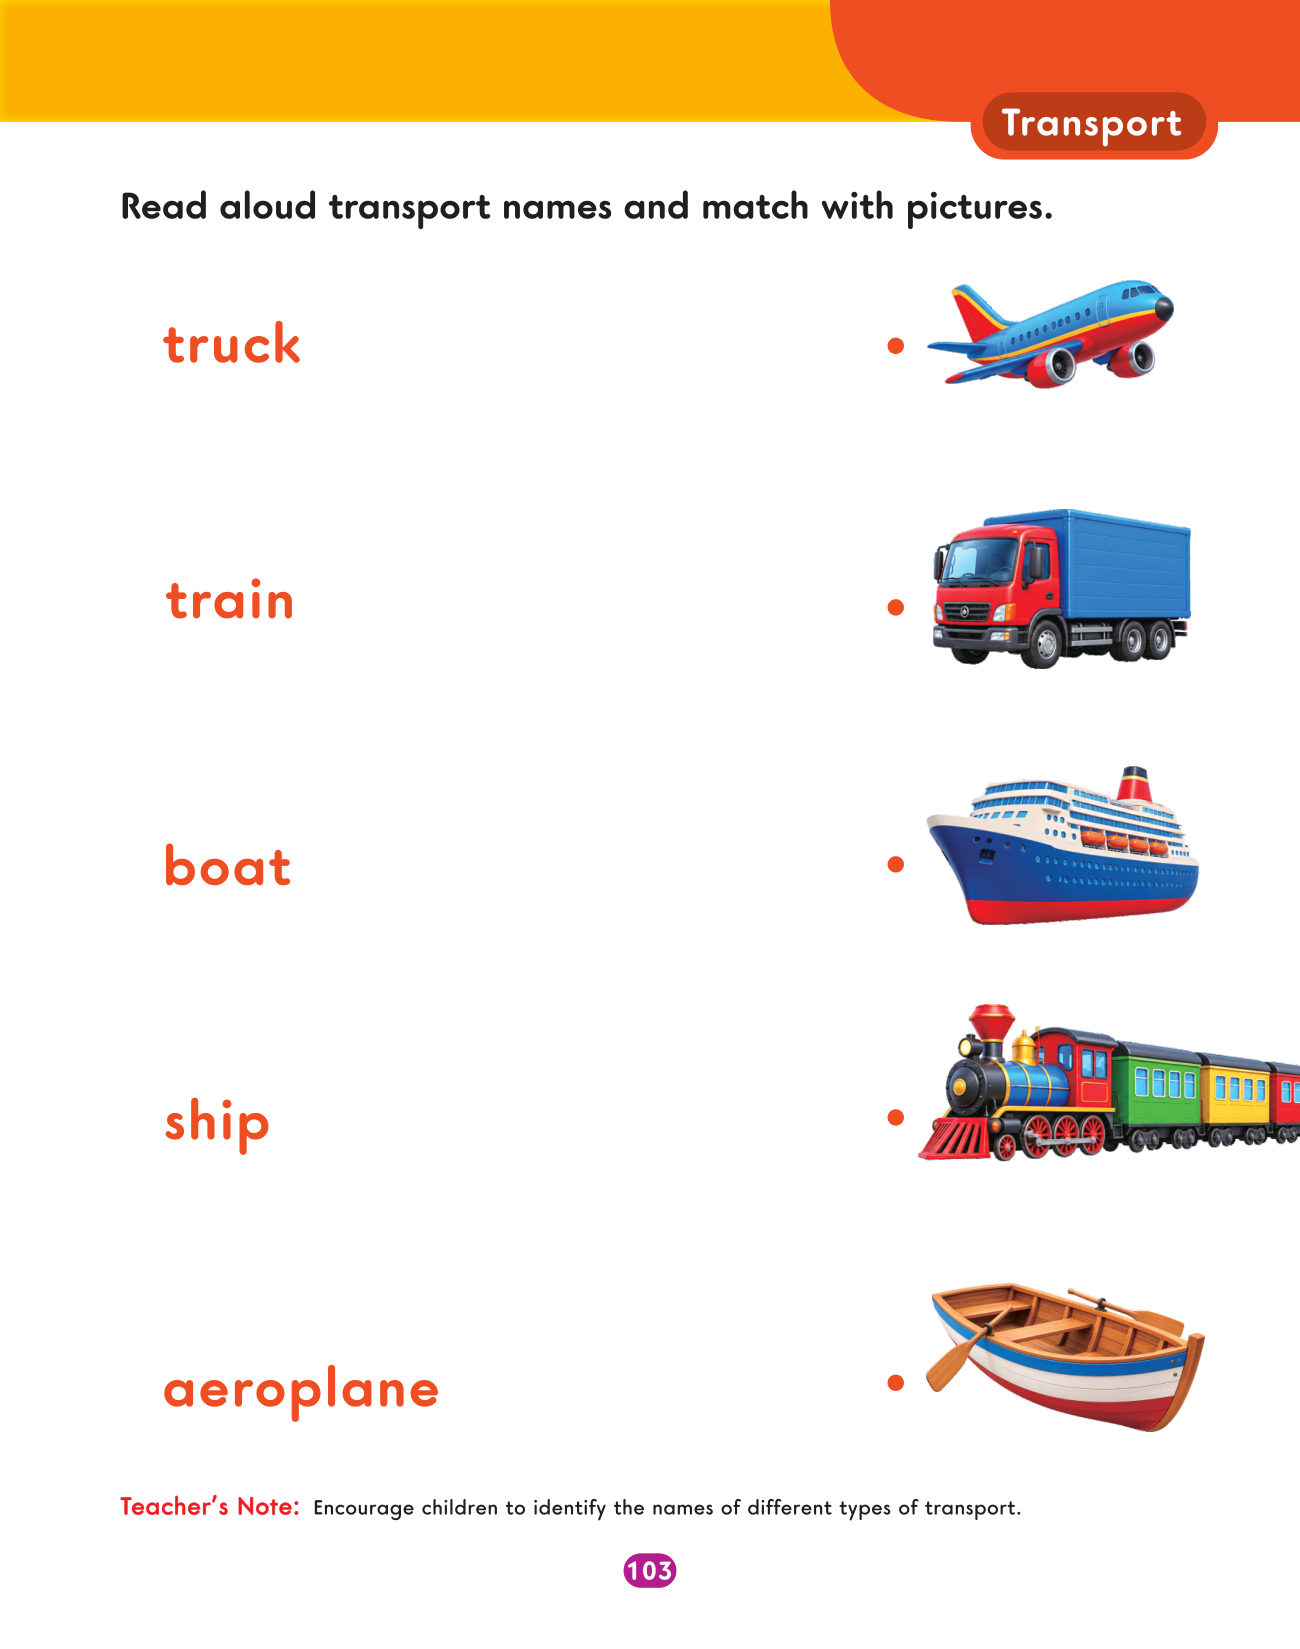 Transport
Read aloud transport names and match with pictures.
truck
train
boat
ship
aeroplane
Teacher's Note: Encourage children to identify the names of different types of transport.
103